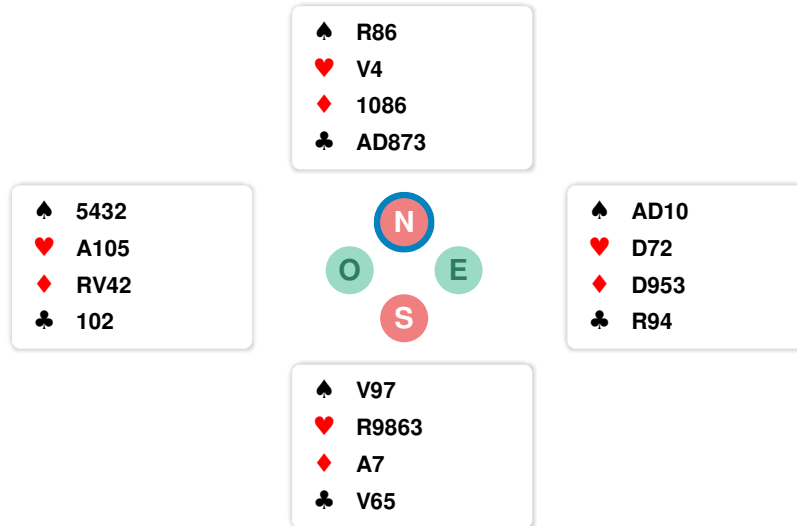 ♠ R86
♥ V4
♦ 1086
♣ AD873
♠ 5432
♥ A105
♦ RV42
♣ 102
N
O E
S
♠ AD10
♥ D72
♦ D953
♣ R94
♠ V97
♥ R9863
♦ A7
♣ V65